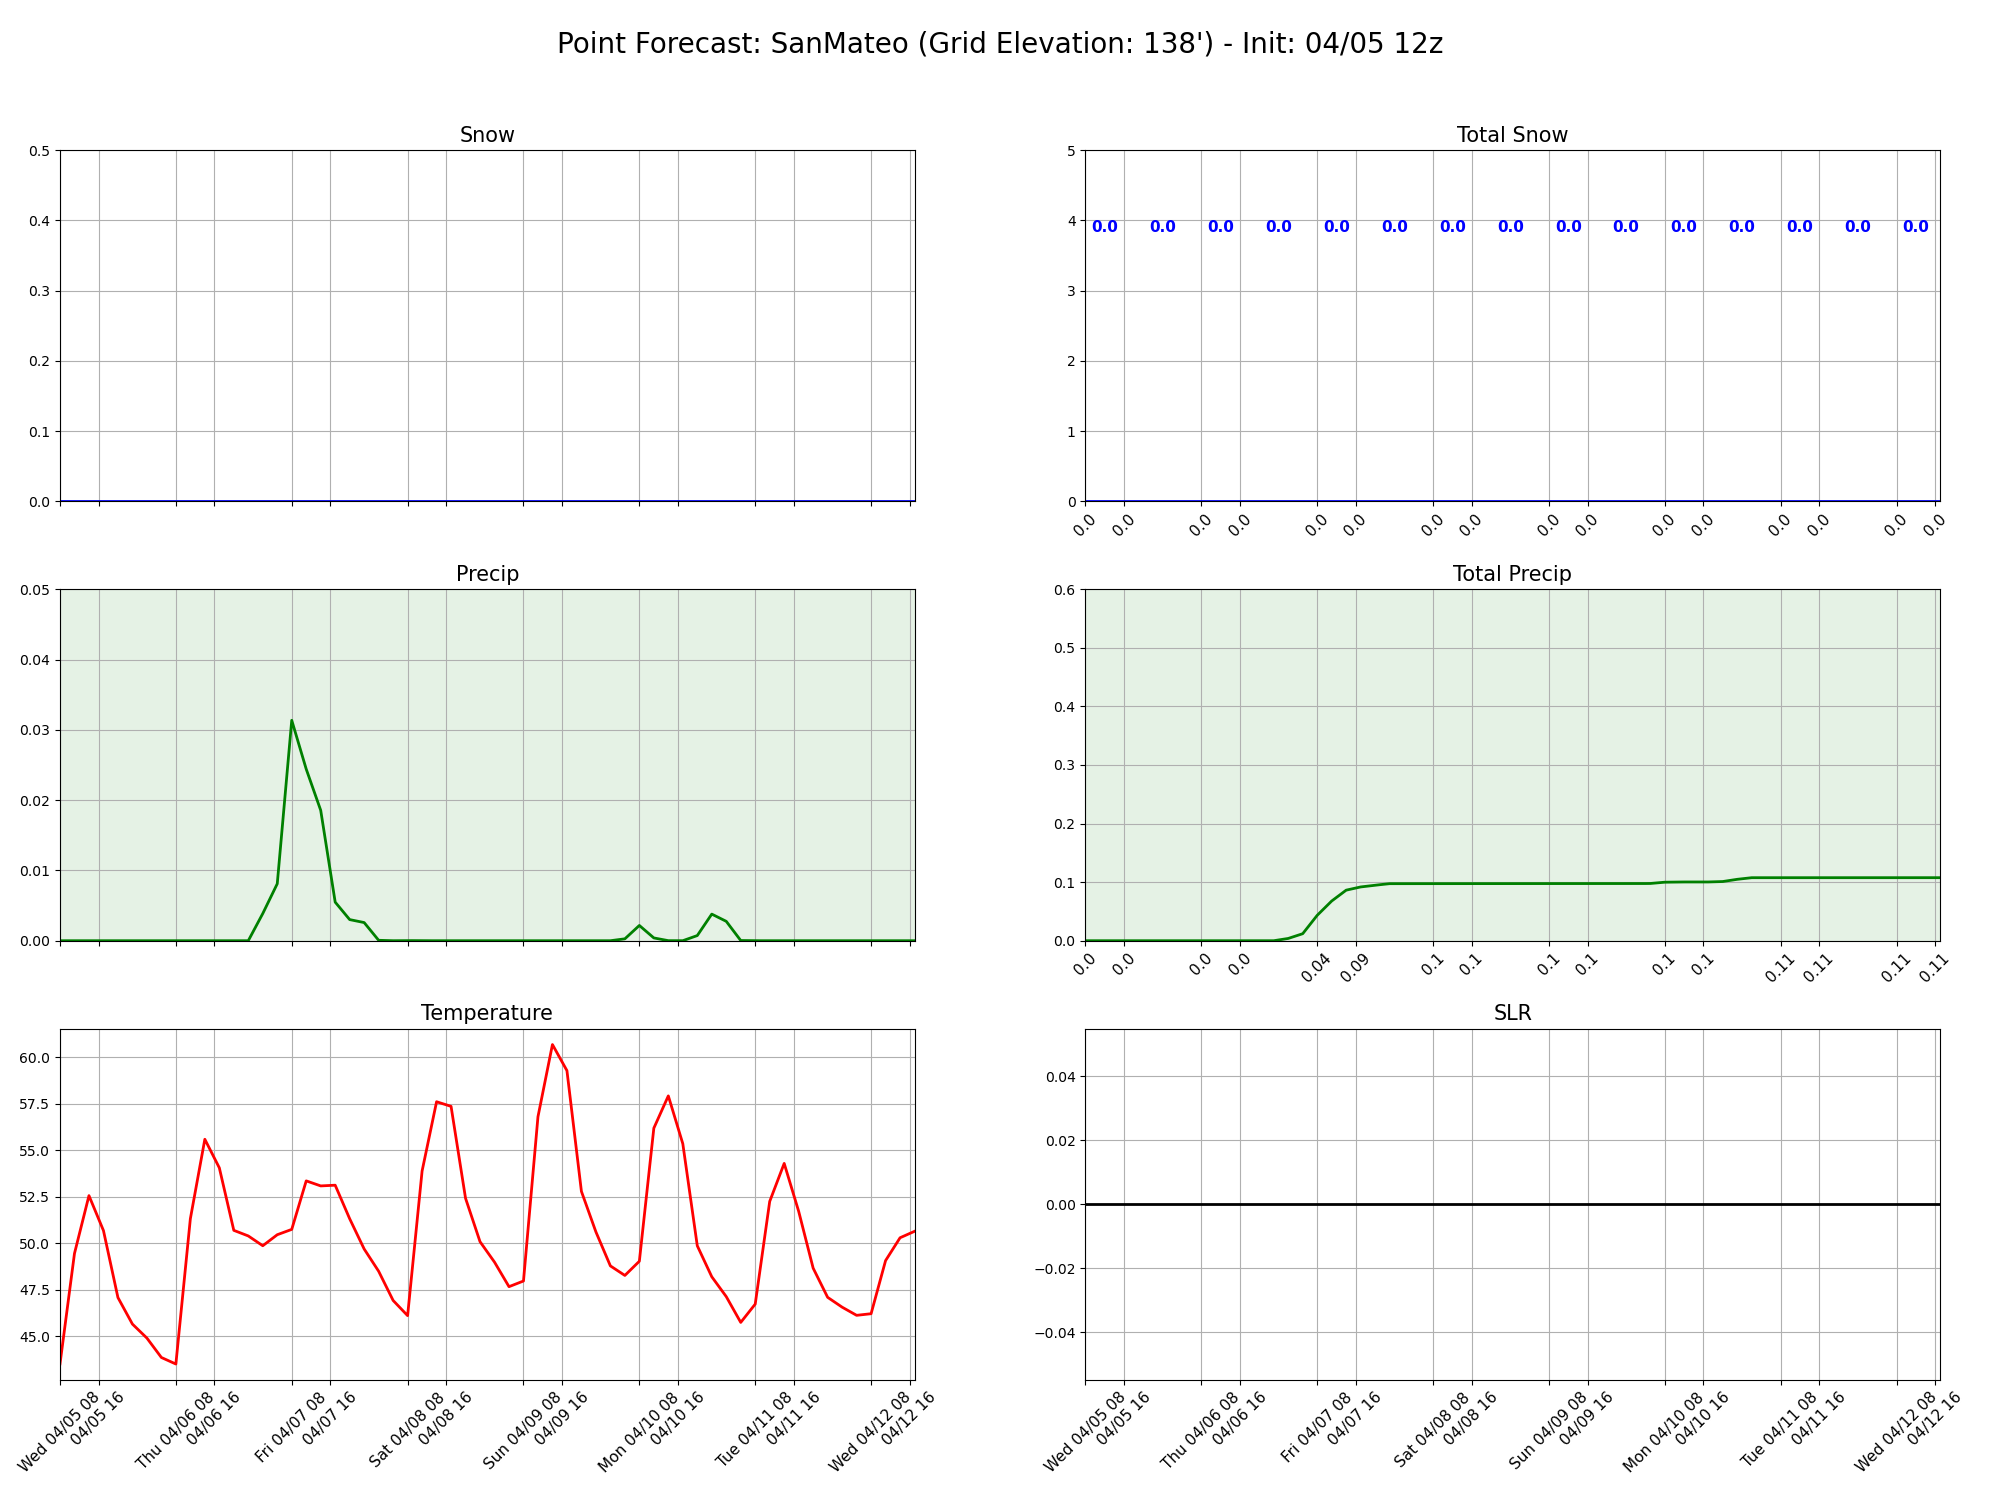 Point Forecast: SanMateo (Grid Elevation: 138') - Init: 04/05 12z
Snow
0.5
0.4
0.3
0.2
0.1
0.0
Total Snow
5
4
3
2
1
0
0.0 0.0 0.0 0.0 0.0 0.0 0.0 0.0 0.0 0.0 0.0 0.0 0.0 0.0 0.0
0.0 0.0 0.0 0.0 0.0 0.0 0.0 0.0 0.0 0.0 0.0 0.0 0.0 0.0 0.0 0.0
Precip
0.05
0.04
0.03
0.02
0.01
0.00
Total Precip
0.6
0.5
0.4
0.3
0.2
0.1
0.0
0.0 0.0 0.0 0.0 0.04 0.09 0.1 0.1 0.1 0.1 0.1 0.1 0.11 0.11 0.11 0.11
Temperature
60.0
57.5
55.0
52.5
50.0
47.5
45.0
Wed 04/05 08
04/05 16
Thu 04/06 08
04/06 16
Fri 04/07 08
04/07 16
Sat 04/08 08
04/08 16
Sun 04/09 08
04/09 16
Mon 04/10 08
04/10 16
Tue 04/11 08
04/11 16
Wed 04/12 08
04/12 16
SLR
0.04
0.02
0.00
−0.02
−0.04
Wed 04/05 08
04/05 16
Thu 04/06 08
04/06 16
Fri 04/07 08
04/07 16
Sat 04/08 08
04/08 16
Sun 04/09 08
04/09 16
Mon 04/10 08
04/10 16
Tue 04/11 08
04/11 16
Wed 04/12 08
04/12 16